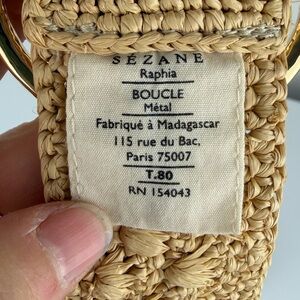 SÉZANE
Raphia
BOUCLE
Métal
Fabriqué à Madagascar
115 rue du Bac,
Paris 75007
T.80
RN 154043